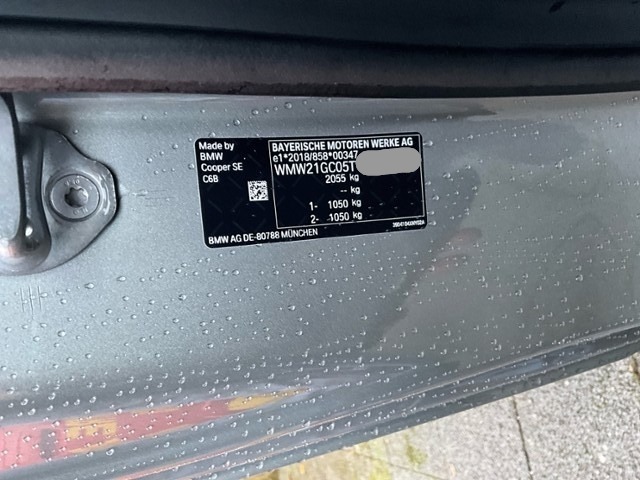 Made by
BMW
Cooper SE
C6B
BAYERISCHE MOTOREN WERKE AG
e1*2018/858*00347
WMW21GC05T
2055 kg
-- kg
1- 1050 kg
2- 1050 kg
BMW AG DE-80788 MÜNCHEN